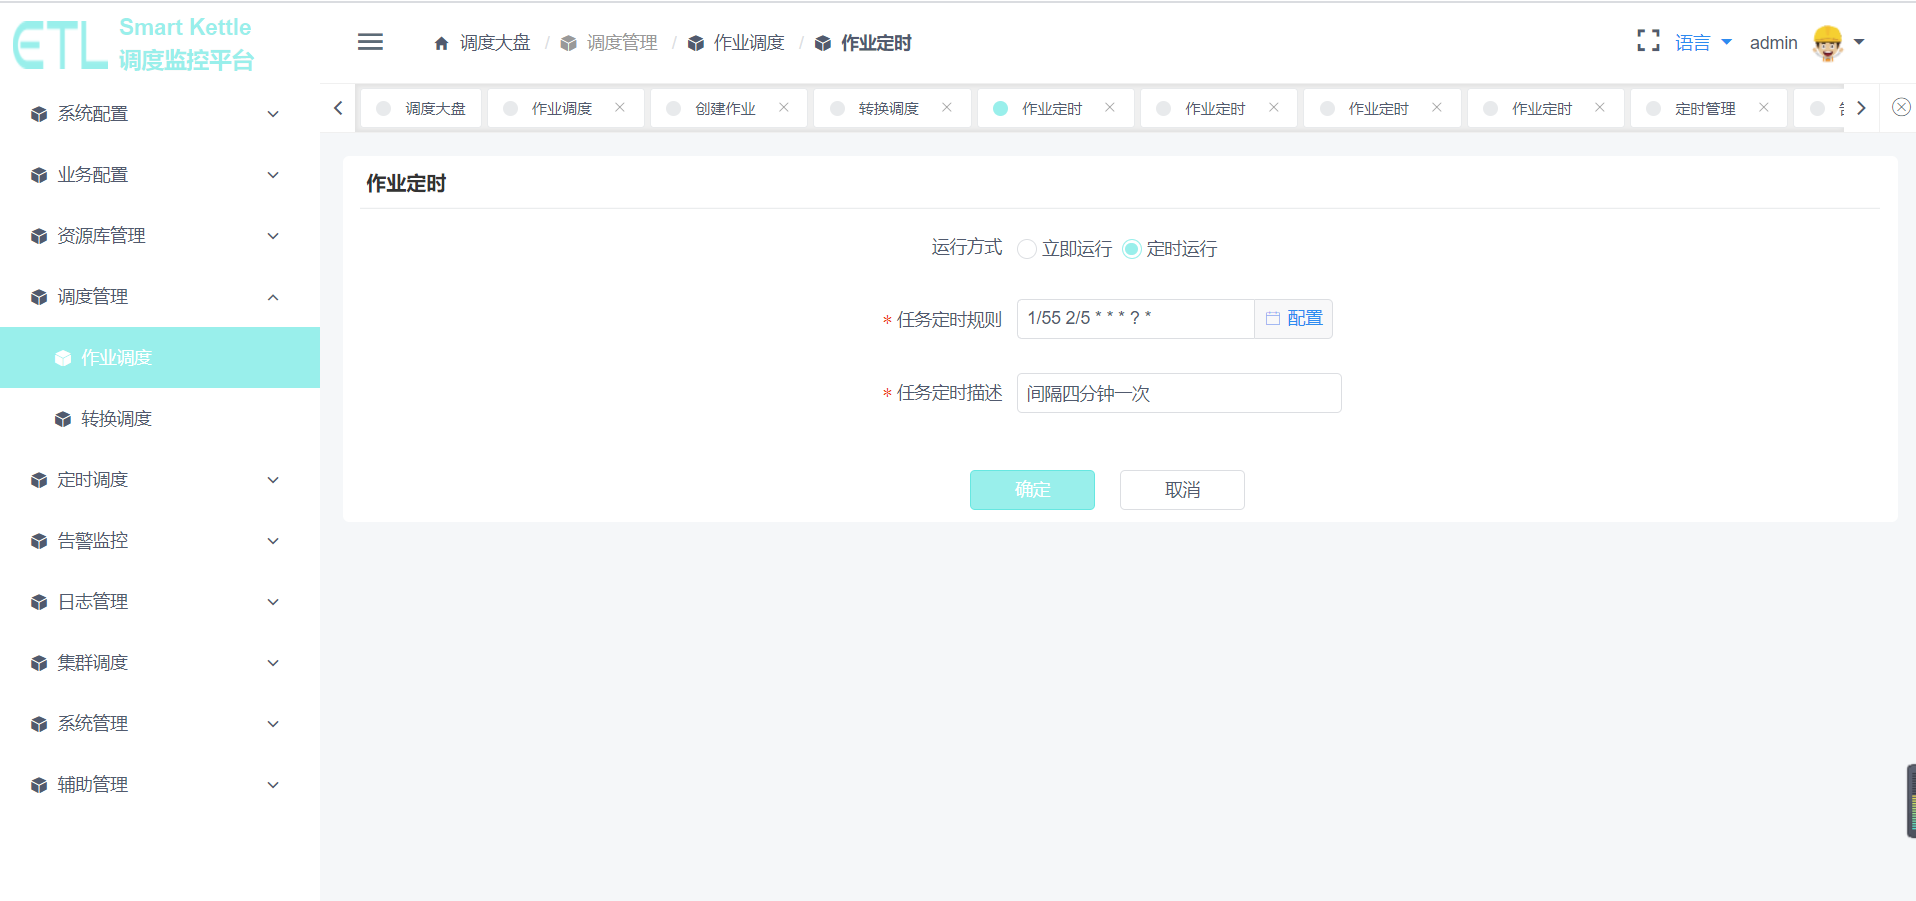 ETL
Smart Kettle
调度监控平台
调度大盘 / 调度管理 / 作业调度 / 作业定时
语言
admin
调度大盘
作业调度
创建作业
转换调度
作业定时
作业定时
作业定时
作业定时
定时管理
系统配置
业务配置
资源库管理
调度管理
作业调度
转换调度
定时调度
告警监控
日志管理
集群调度
系统管理
辅助管理
作业定时
运行方式 立即运行 定时运行
* 任务定时规则 1/55 2/5 * * * ? * 配置
* 任务定时描述 间隔四分钟一次
确定 取消